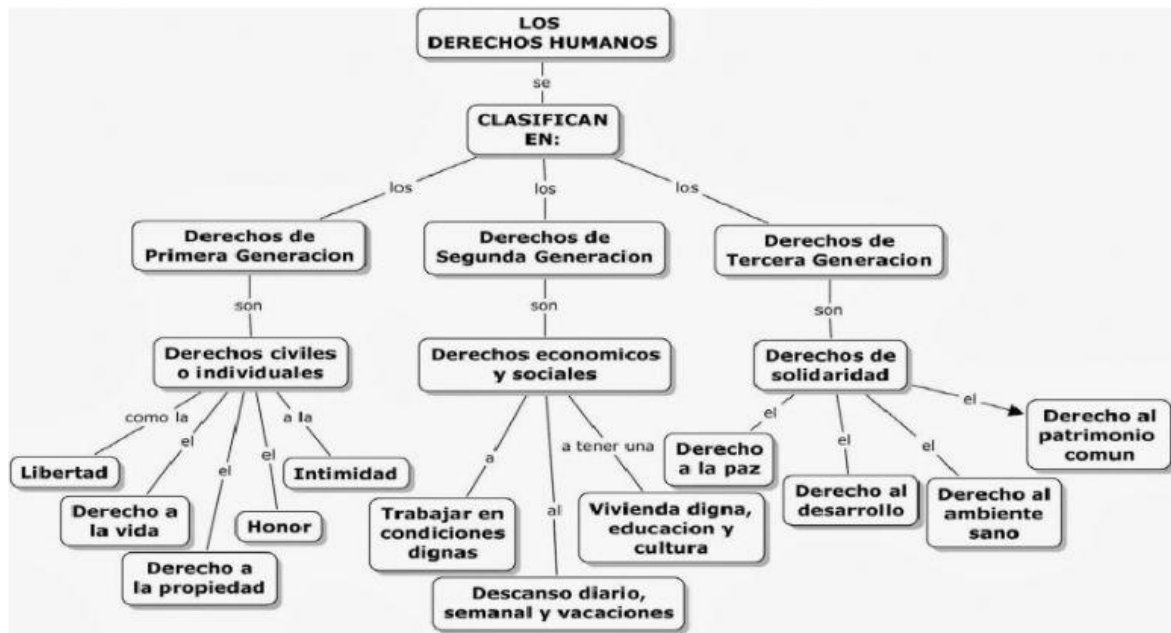 LOS
DERECHOS HUMANOS
se
CLASIFICAN
EN:
los
los
los
Derechos de
Primera Generacion
Derechos de
Segunda Generacion
Derechos de
Tercera Generacion
son
son
son
Derechos civiles
o individuales
Derechos economicos
y sociales
Derechos de
solidaridad
como la
el
el
el
a la
Libertad
Derecho a
la vida
Derecho a
la propiedad
Honor
Intimidad
a
al
a tener una
Trabajar en
condiciones
dignas
Descanso diario,
semanal y vacaciones
Vivienda digna,
educacion y
cultura
el
el
el
el
Derecho
a la paz
Derecho al
desarrollo
Derecho al
ambiente
sano
Derecho al
patrimonio
comun